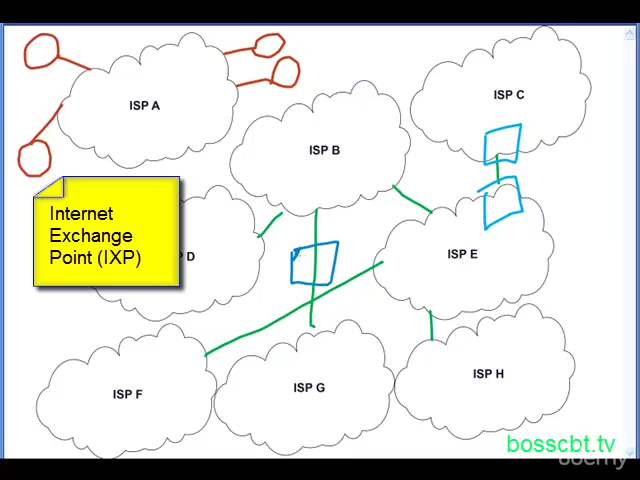 ISP A
ISP C
ISP B
Internet
Exchange
Point (IXP)
D
ISP E
ISP F
ISP G
ISP H
bosscbt.tv